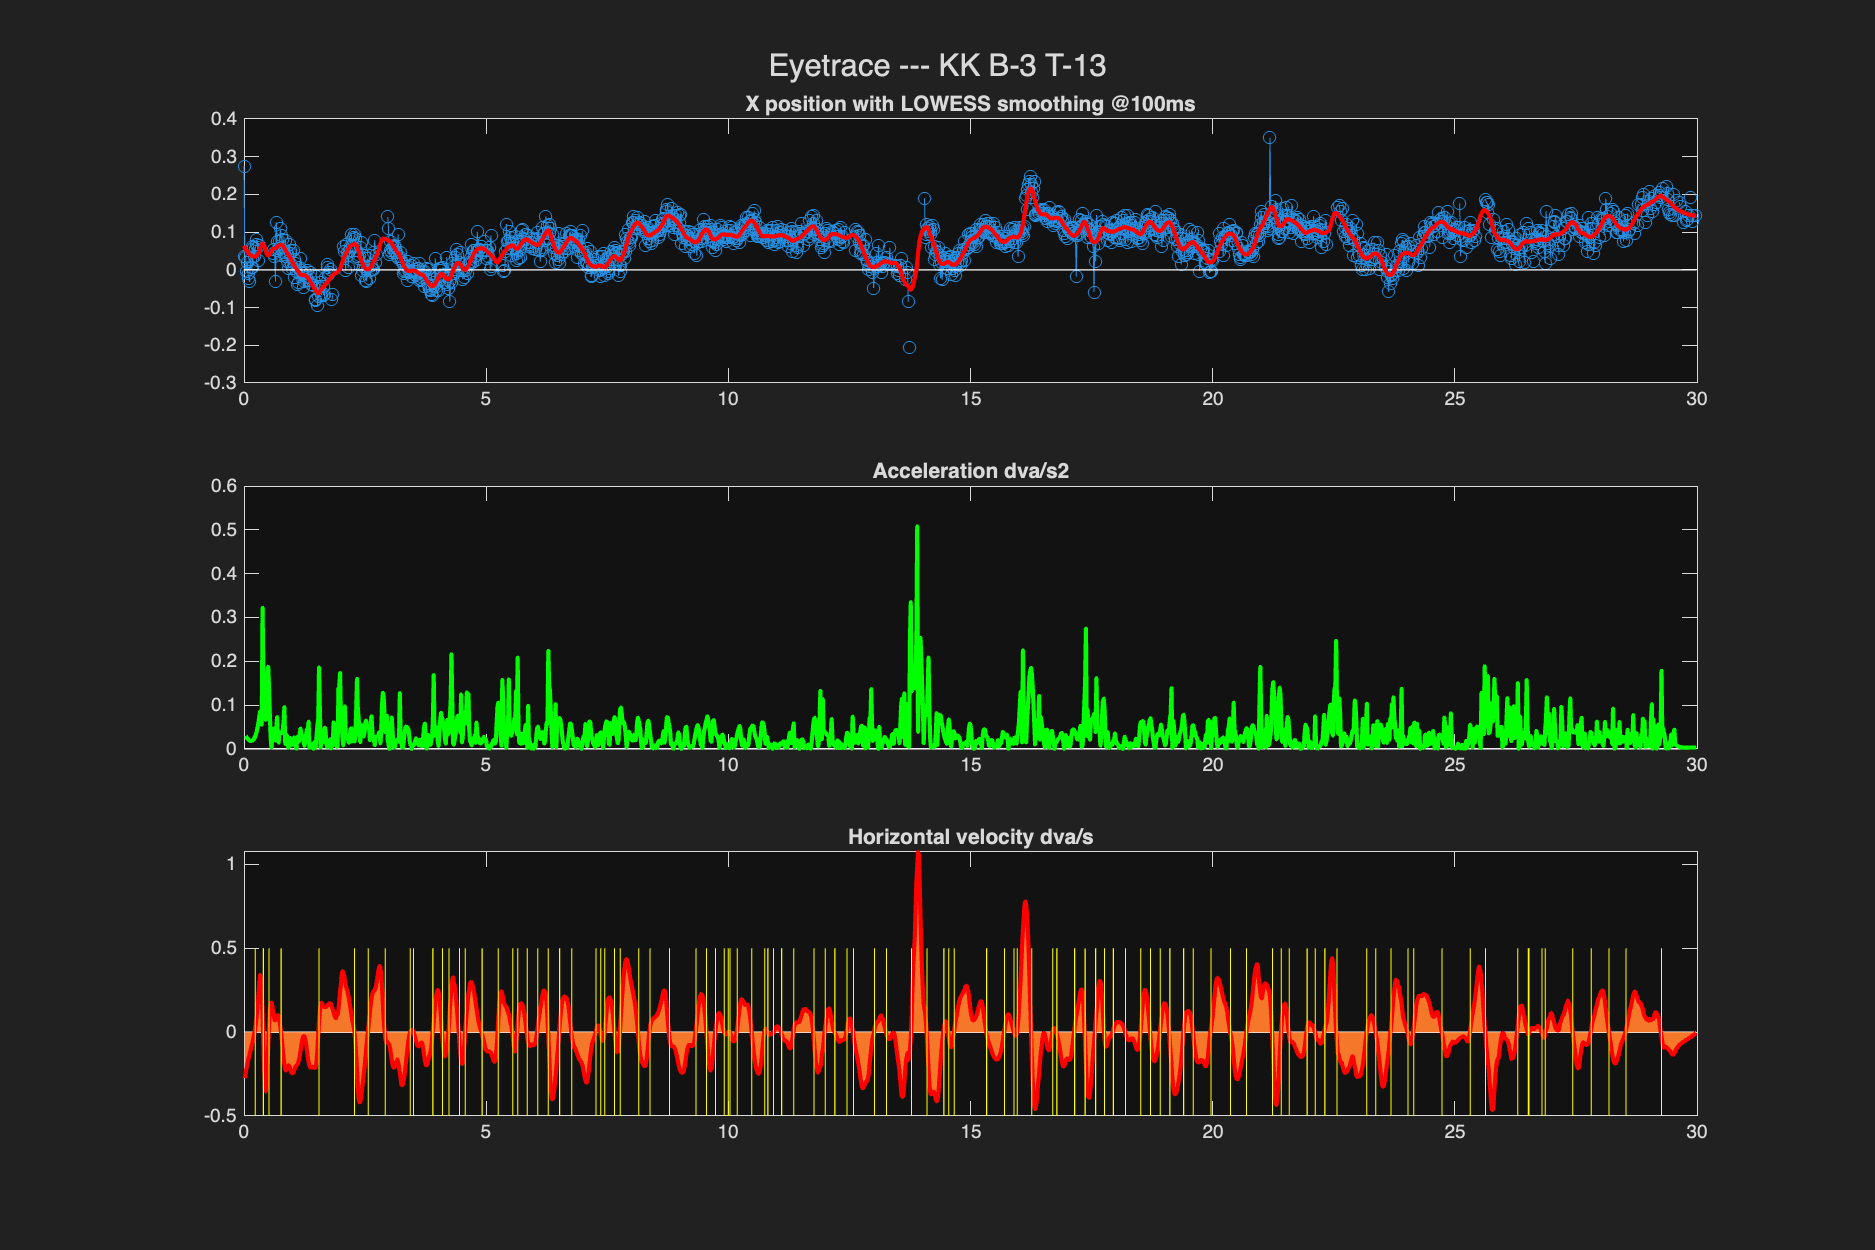 Eyetrace --- KK B-3 T-13
X position with LOWESS smoothing @100ms
0.4
0.3
0.2
0.1
0
-0.1
-0.2
-0.3
0 5 10 15 20 25 30
Acceleration dva/s2
0.6
0.5
0.4
0.3
0.2
0.1
0
0 5 10 15 20 25 30
Horizontal velocity dva/s
1
0.5
0
-0.5
0 5 10 15 20 25 30